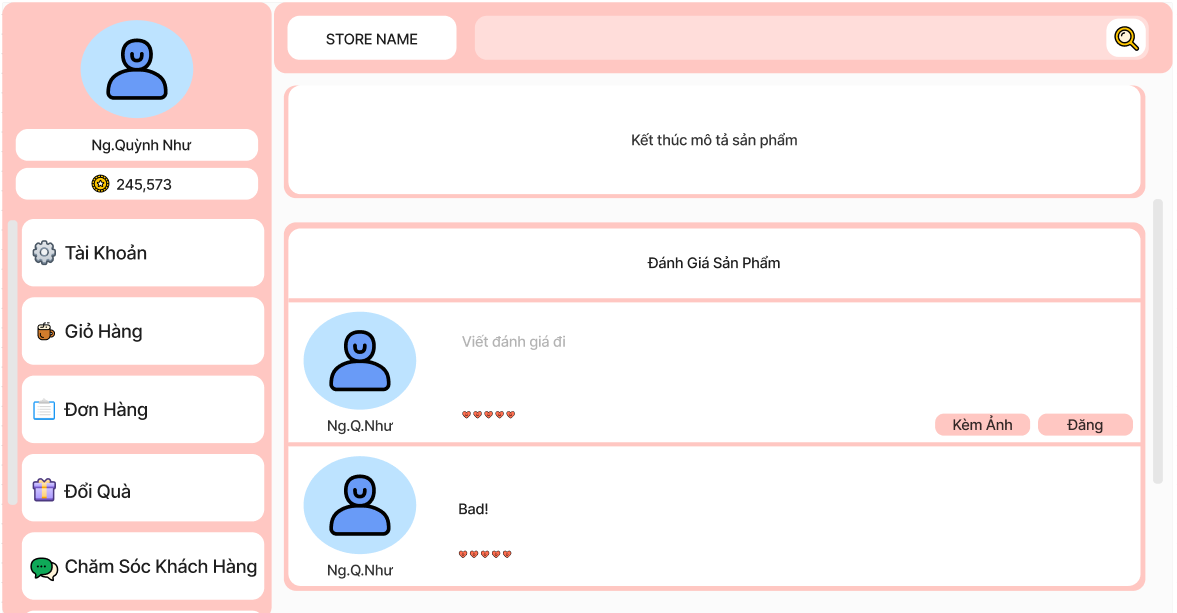 Ng.Quỳnh Như
245,573
Tài Khoản
Giỏ Hàng
Đơn Hàng
Đổi Quà
Chăm Sóc Khách Hàng
STORE NAME
Kết thúc mô tả sản phẩm
Đánh Giá Sản Phẩm
Viết đánh giá đi
Ng.Q.Như
Kèm Ảnh
Đăng
Bad!
Ng.Q.Như